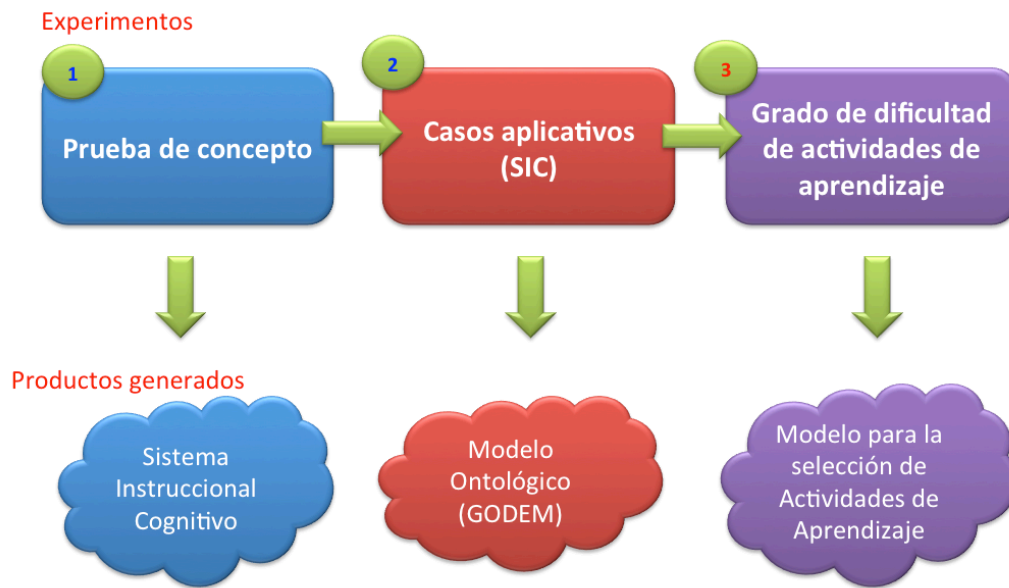 Experimentos
1
Prueba de concepto
2
Casos aplicativos
(SIC)
3
Grado de dificultad
de actividades de
aprendizaje
Productos generados
Sistema
Instruccional
Cognitivo
Modelo
Ontológico
(GODEM)
Modelo para la
selección de
Actividades de
Aprendizaje